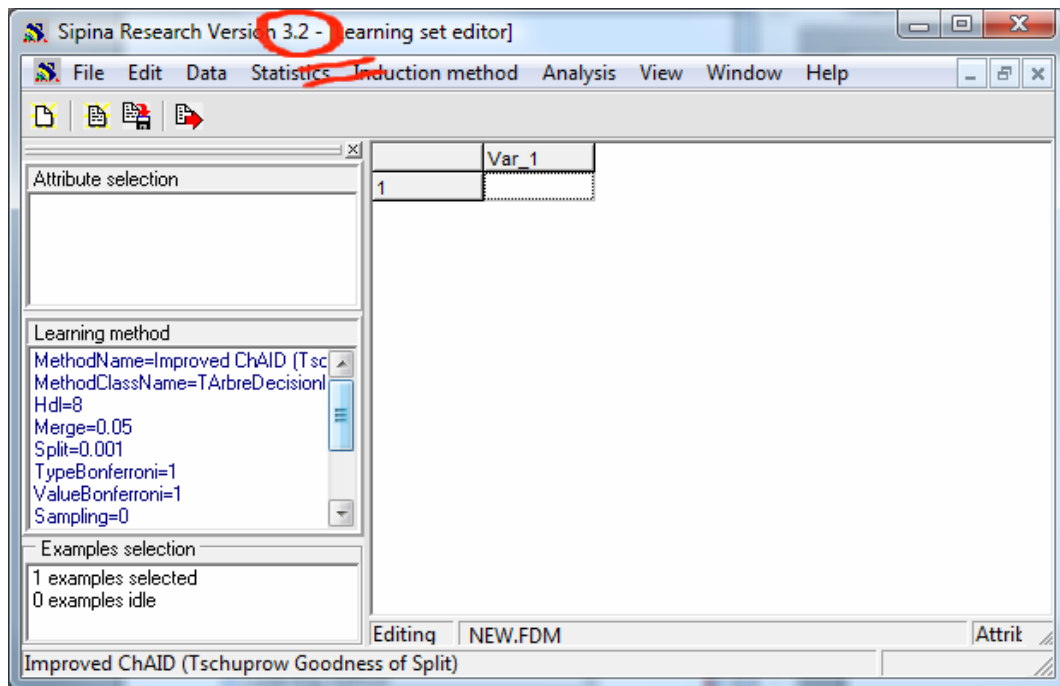 Sipina Research Version 3.2 - [Learning set editor]
File Edit Data Statistics Induction method Analysis View Window Help
Attribute selection
Var_1
1
Learning method
MethodName=Improved ChAID (Tsc
MethodClassName=TArbreDecisionI
Hdl=8
Merge=0.05
Split=0.001
TypeBonferroni=1
ValueBonferroni=1
Sampling=0
Examples selection
1 examples selected
0 examples idle
Editing NEW.FDM Attrib
Improved ChAID (Tschuprow Goodness of Split)